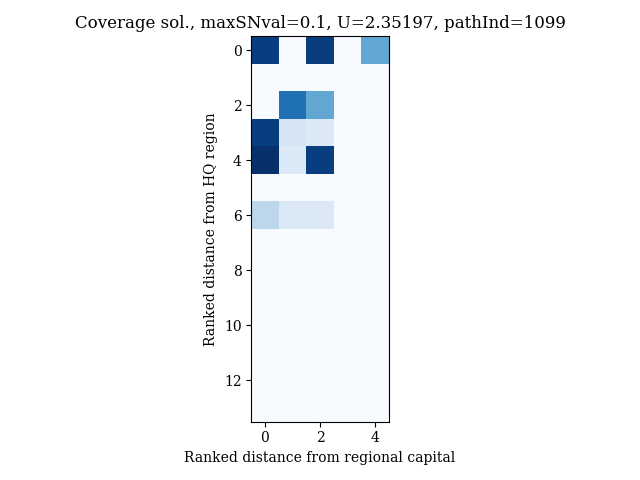 Coverage sol., maxSNval=0.1, U=2.35197, pathInd=1099
0
2
4
6
8
10
12
Ranked distance from HQ region
0 2 4
Ranked distance from regional capital